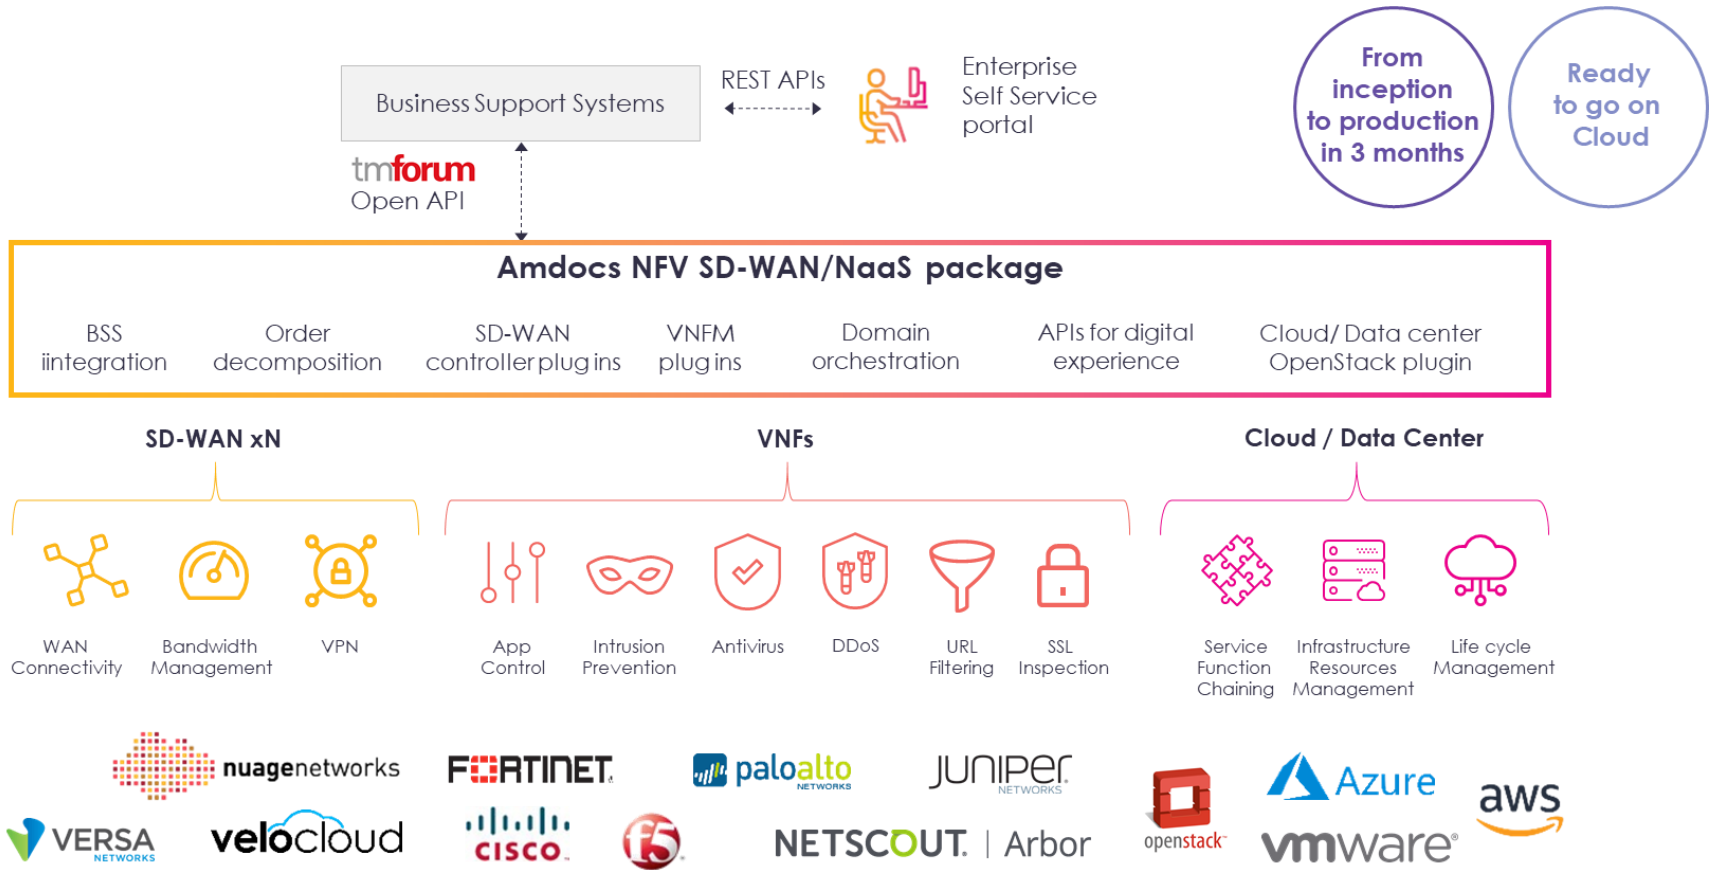 Business Support Systems
REST APIs
Enterprise
Self Service
portal
From
inception
to production
in 3 months
Ready
to go on
Cloud
tmforum
Open API
Amdocs NFV SD-WAN/NaaS package
BSS
iintegration
Order
decomposition
SD-WAN
controller plug ins
VNFM
plug ins
Domain
orchestration
APIs for digital
experience
Cloud/ Data center
OpenStack plugin
SD-WAN xN
VNFs
Cloud / Data Center
WAN
Connectivity
Bandwidth
Management
VPN
App
Control
Intrusion
Prevention
Antivirus
DDoS
URL
Filtering
SSL
Inspection
Service
Function
Chaining
Infrastructure
Resources
Management
Life cycle
Management
nuagenetworks
FORTINET
paloalto
NETWORKS
JUNIPER
NETWORKS
openstack
Azure
aws
VERSA
NETWORKS
velocloud
CISCO
f5
NETSCOUT. | Arbor
vmware®